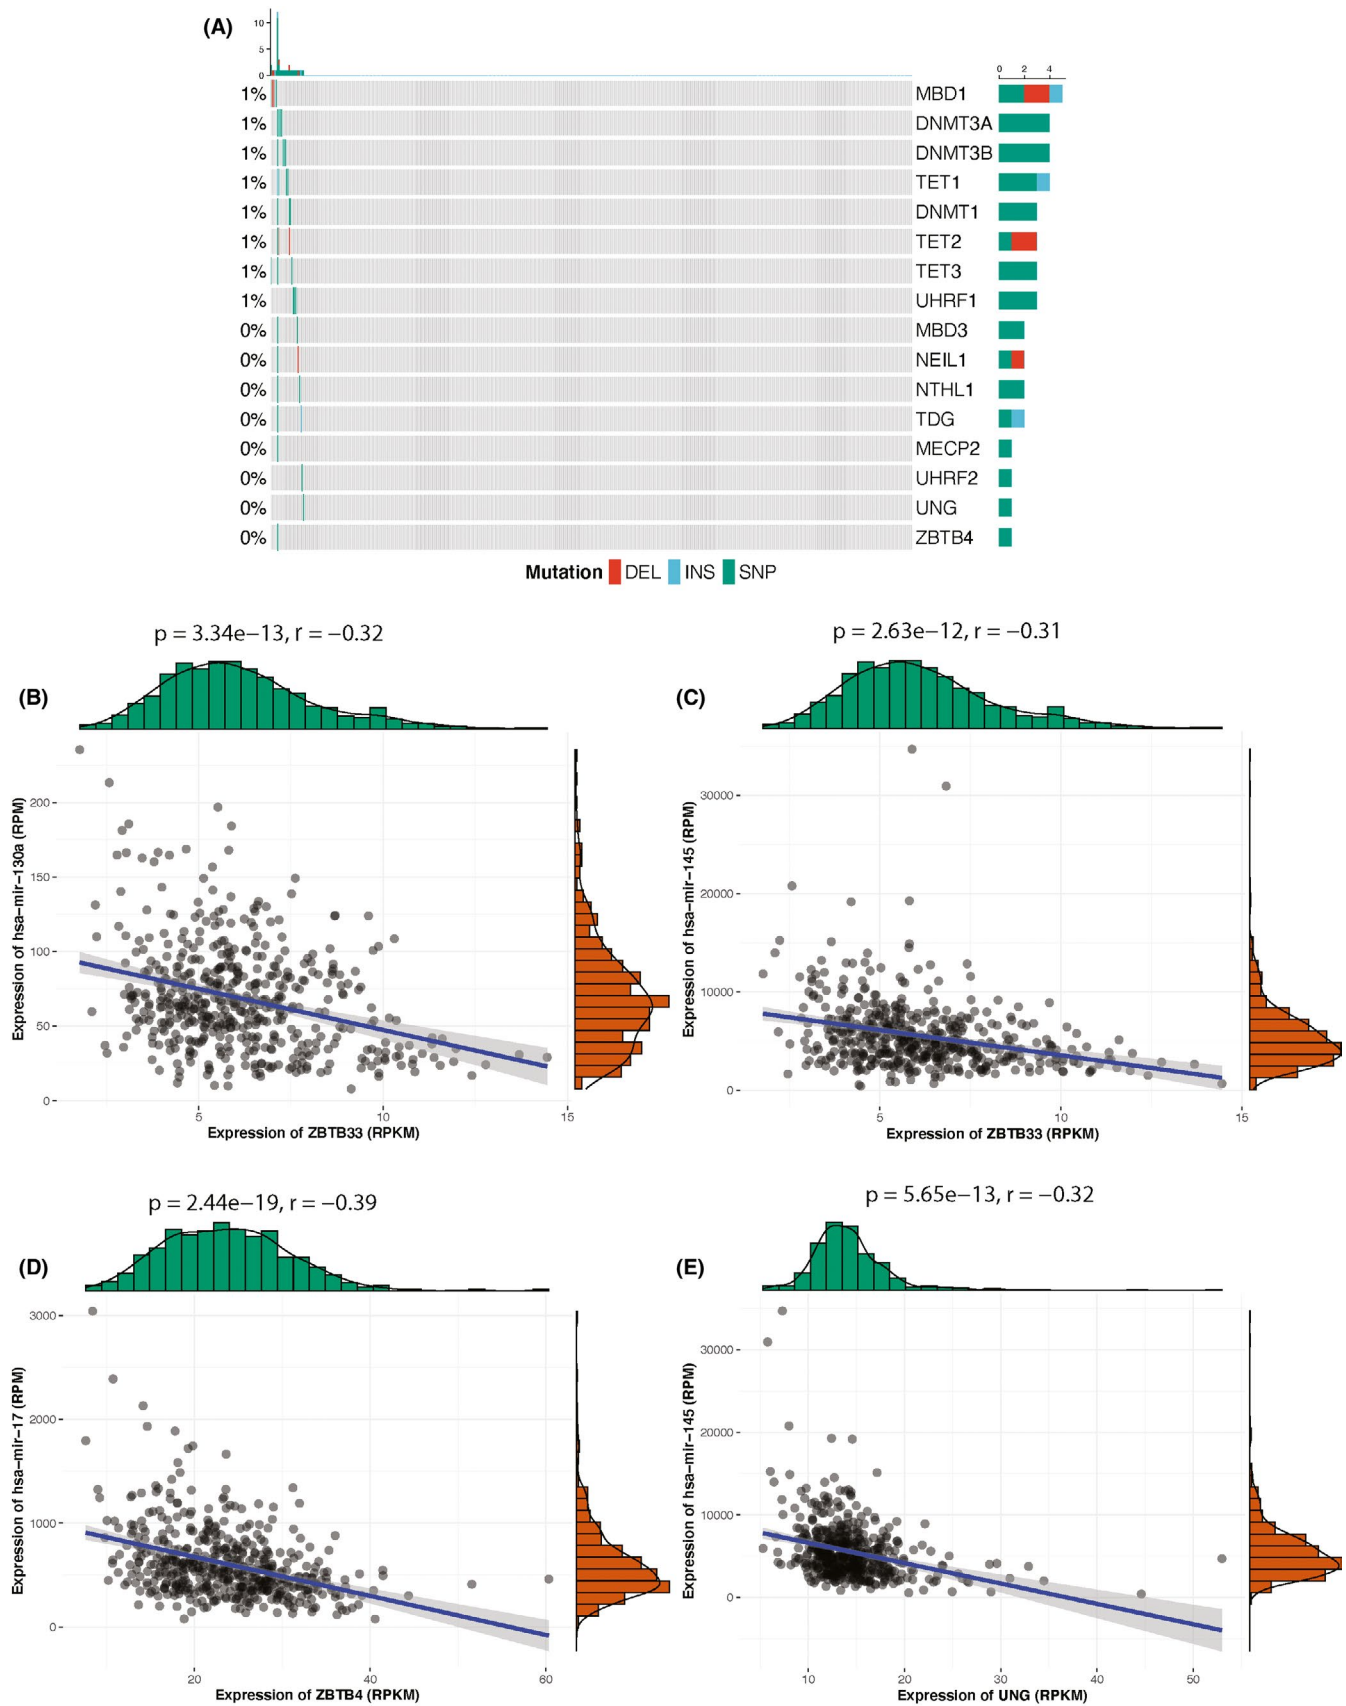 (A)
10
5
0
0 2 4
1% MBD1
1% DNMT3A
1% DNMT3B
1% TET1
1% DNMT1
1% TET2
1% TET3
1% UHRF1
0% MBD3
0% NEIL1
0% NTHL1
0% TDG
0% MECP2
0% UHRF2
0% UNG
0% ZBTB4
Mutation DEL INS SNP
(B)
p = 3.34e−13, r = −0.32
Expression of hsa−mir−130a (RPM)
200
150
100
50
0
5 10 15
Expression of ZBTB33 (RPKM)
(C)
p = 2.63e−12, r = −0.31
Expression of hsa−mir−145 (RPM)
30000
20000
10000
0
5 10 15
Expression of ZBTB33 (RPKM)
(D)
p = 2.44e−19, r = −0.39
Expression of hsa−mir−17 (RPM)
3000
2000
1000
0
20 40 60
Expression of ZBTB4 (RPKM)
(E)
p = 5.65e−13, r = −0.32
Expression of hsa−mir−145 (RPM)
30000
20000
10000
0
10 20 30 40 50
Expression of UNG (RPKM)